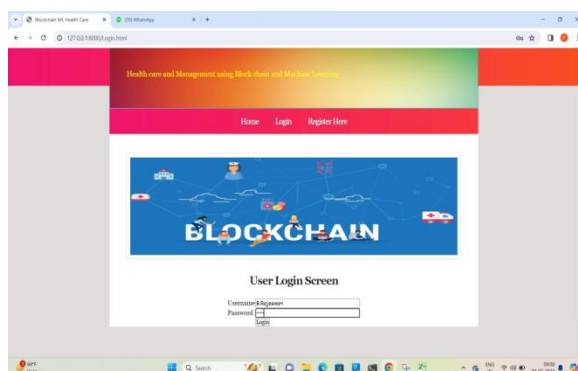 Blockchain ML Health Care
WhatsApp
127.0.0.1:8000/Login.html
Health care and Management using Block chain and Machine Learning
Home Login Register Here
BLOCKCHAIN
User Login Screen
Username
Password
Login
Search
ENG